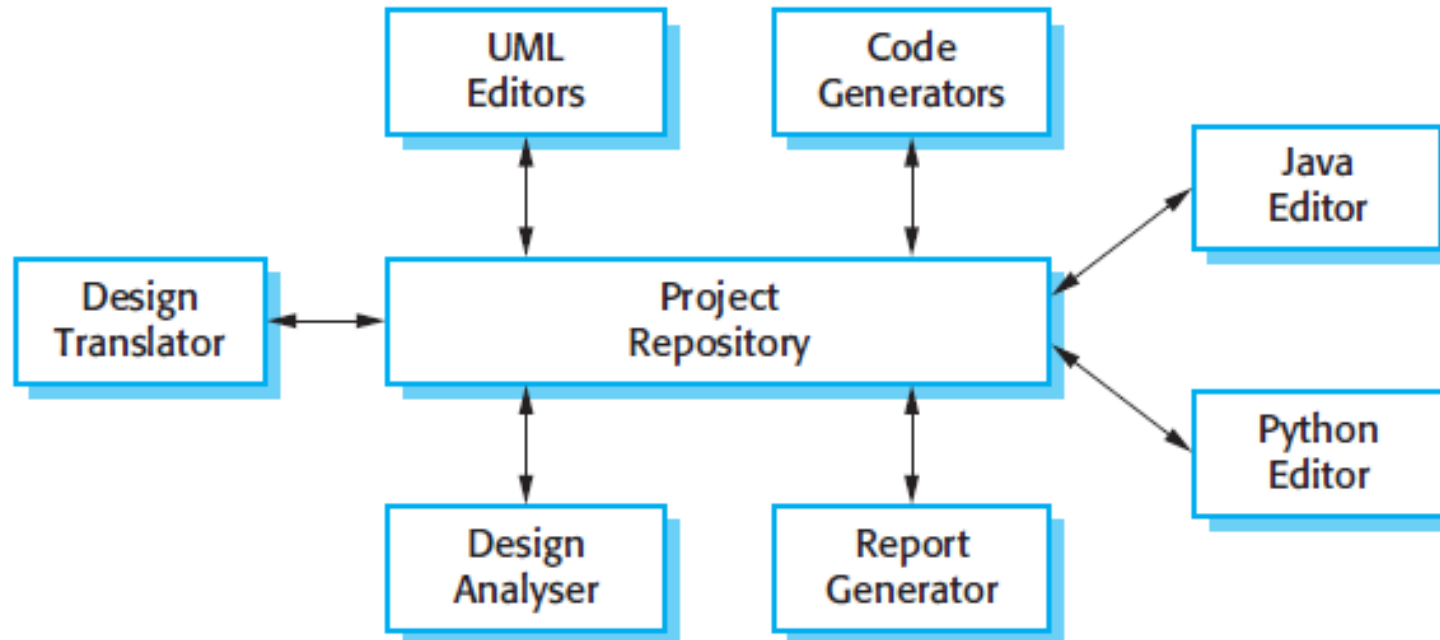 UML
Editors
Code
Generators
Java
Editor
Design
Translator
Project
Repository
Python
Editor
Design
Analyser
Report
Generator